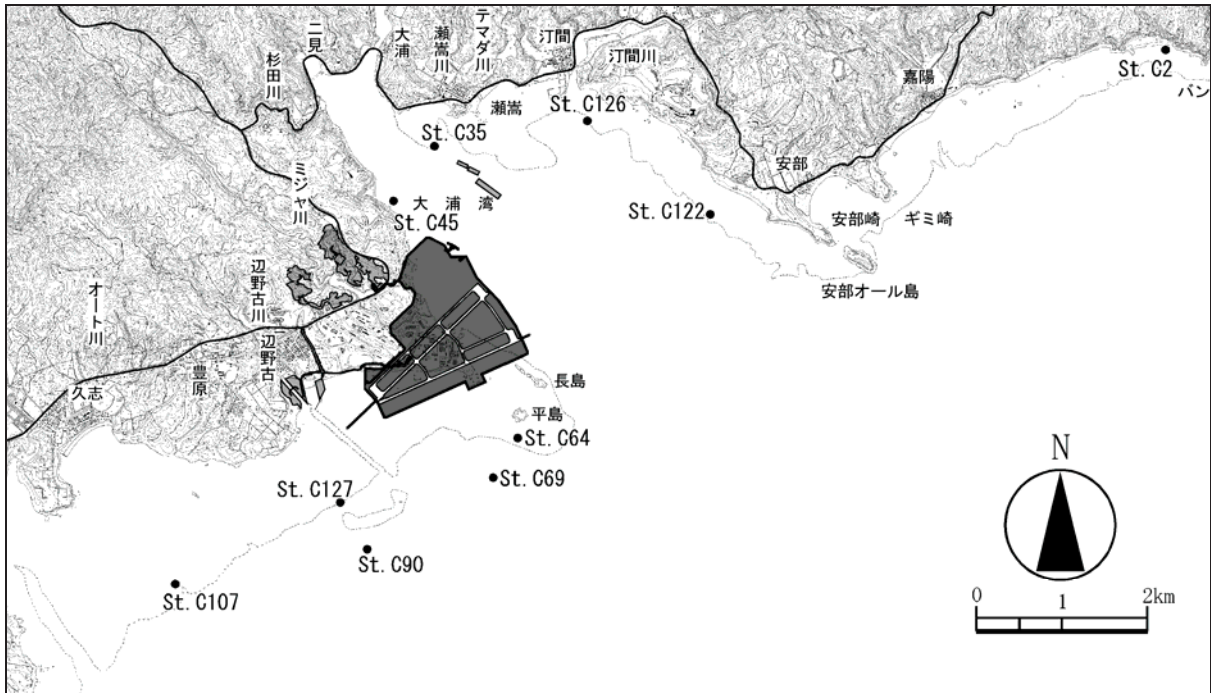 二見
杉田川
大浦
瀬嵩川
テマダ川
汀間
汀間川
嘉陽
St. C2
バン
瀬嵩
St. C126
St. C35
ミジャ川
大浦湾
St. C45
St. C122
安部
安部崎
ギミ崎
安部オール島
オート川
辺野古川
辺野古
豊原
久志
長島
平島
St. C64
St. C69
St. C127
St. C90
St. C107
N
0 1 2km